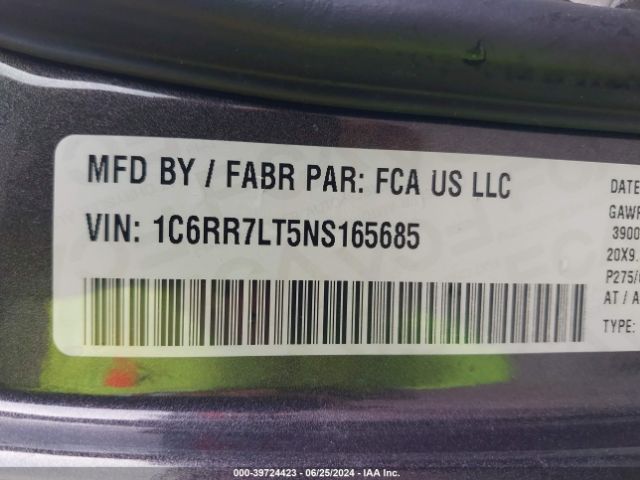 MFD BY / FABR PAR: FCA US LLC
VIN: 1C6RR7LT5NS165685
DATE
GAWR
3900
20X9.
P275/
AT / A
TYPE:
000-39724423 - 06/25/2024 - IAA Inc.